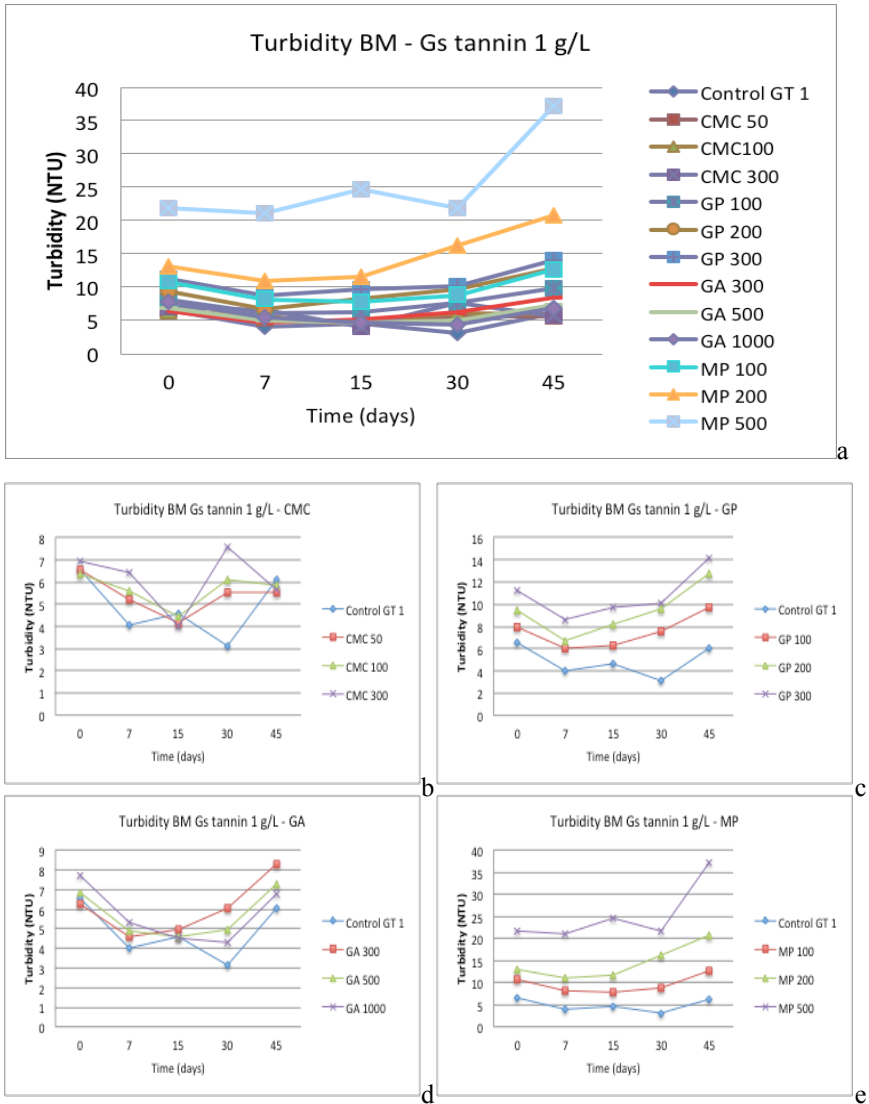 Turbidity BM - Gs tannin 1 g/L
Turbidity (NTU)
40
35
30
25
20
15
10
5
0
0 7 15 30 45
Time (days)
Control GT 1
CMC 50
CMC100
CMC 300
GP 100
GP 200
GP 300
GA 300
GA 500
GA 1000
MP 100
MP 200
MP 500
a
Turbidity BM Gs tannin 1 g/L - CMC
Turbidity (NTU)
8
7
6
5
4
3
2
1
0
0 7 15 30 45
Time (days)
Control GT 1
CMC 50
CMC 100
CMC 300
b
Turbidity BM Gs tannin 1 g/L - GP
Turbidity (NTU)
16
14
12
10
8
6
4
2
0
0 7 15 30 45
Time (days)
Control GT 1
GP 100
GP 200
GP 300
c
Turbidity BM Gs tannin 1 g/L - GA
Turbidity (NTU)
9
8
7
6
5
4
3
2
1
0
0 7 15 30 45
Time (days)
Control GT 1
GA 300
GA 500
GA 1000
d
Turbidity BM Gs tannin 1 g/L - MP
Turbidity (NTU)
40
35
30
25
20
15
10
5
0
0 7 15 30 45
Time (days)
Control GT 1
MP 100
MP 200
MP 500
e